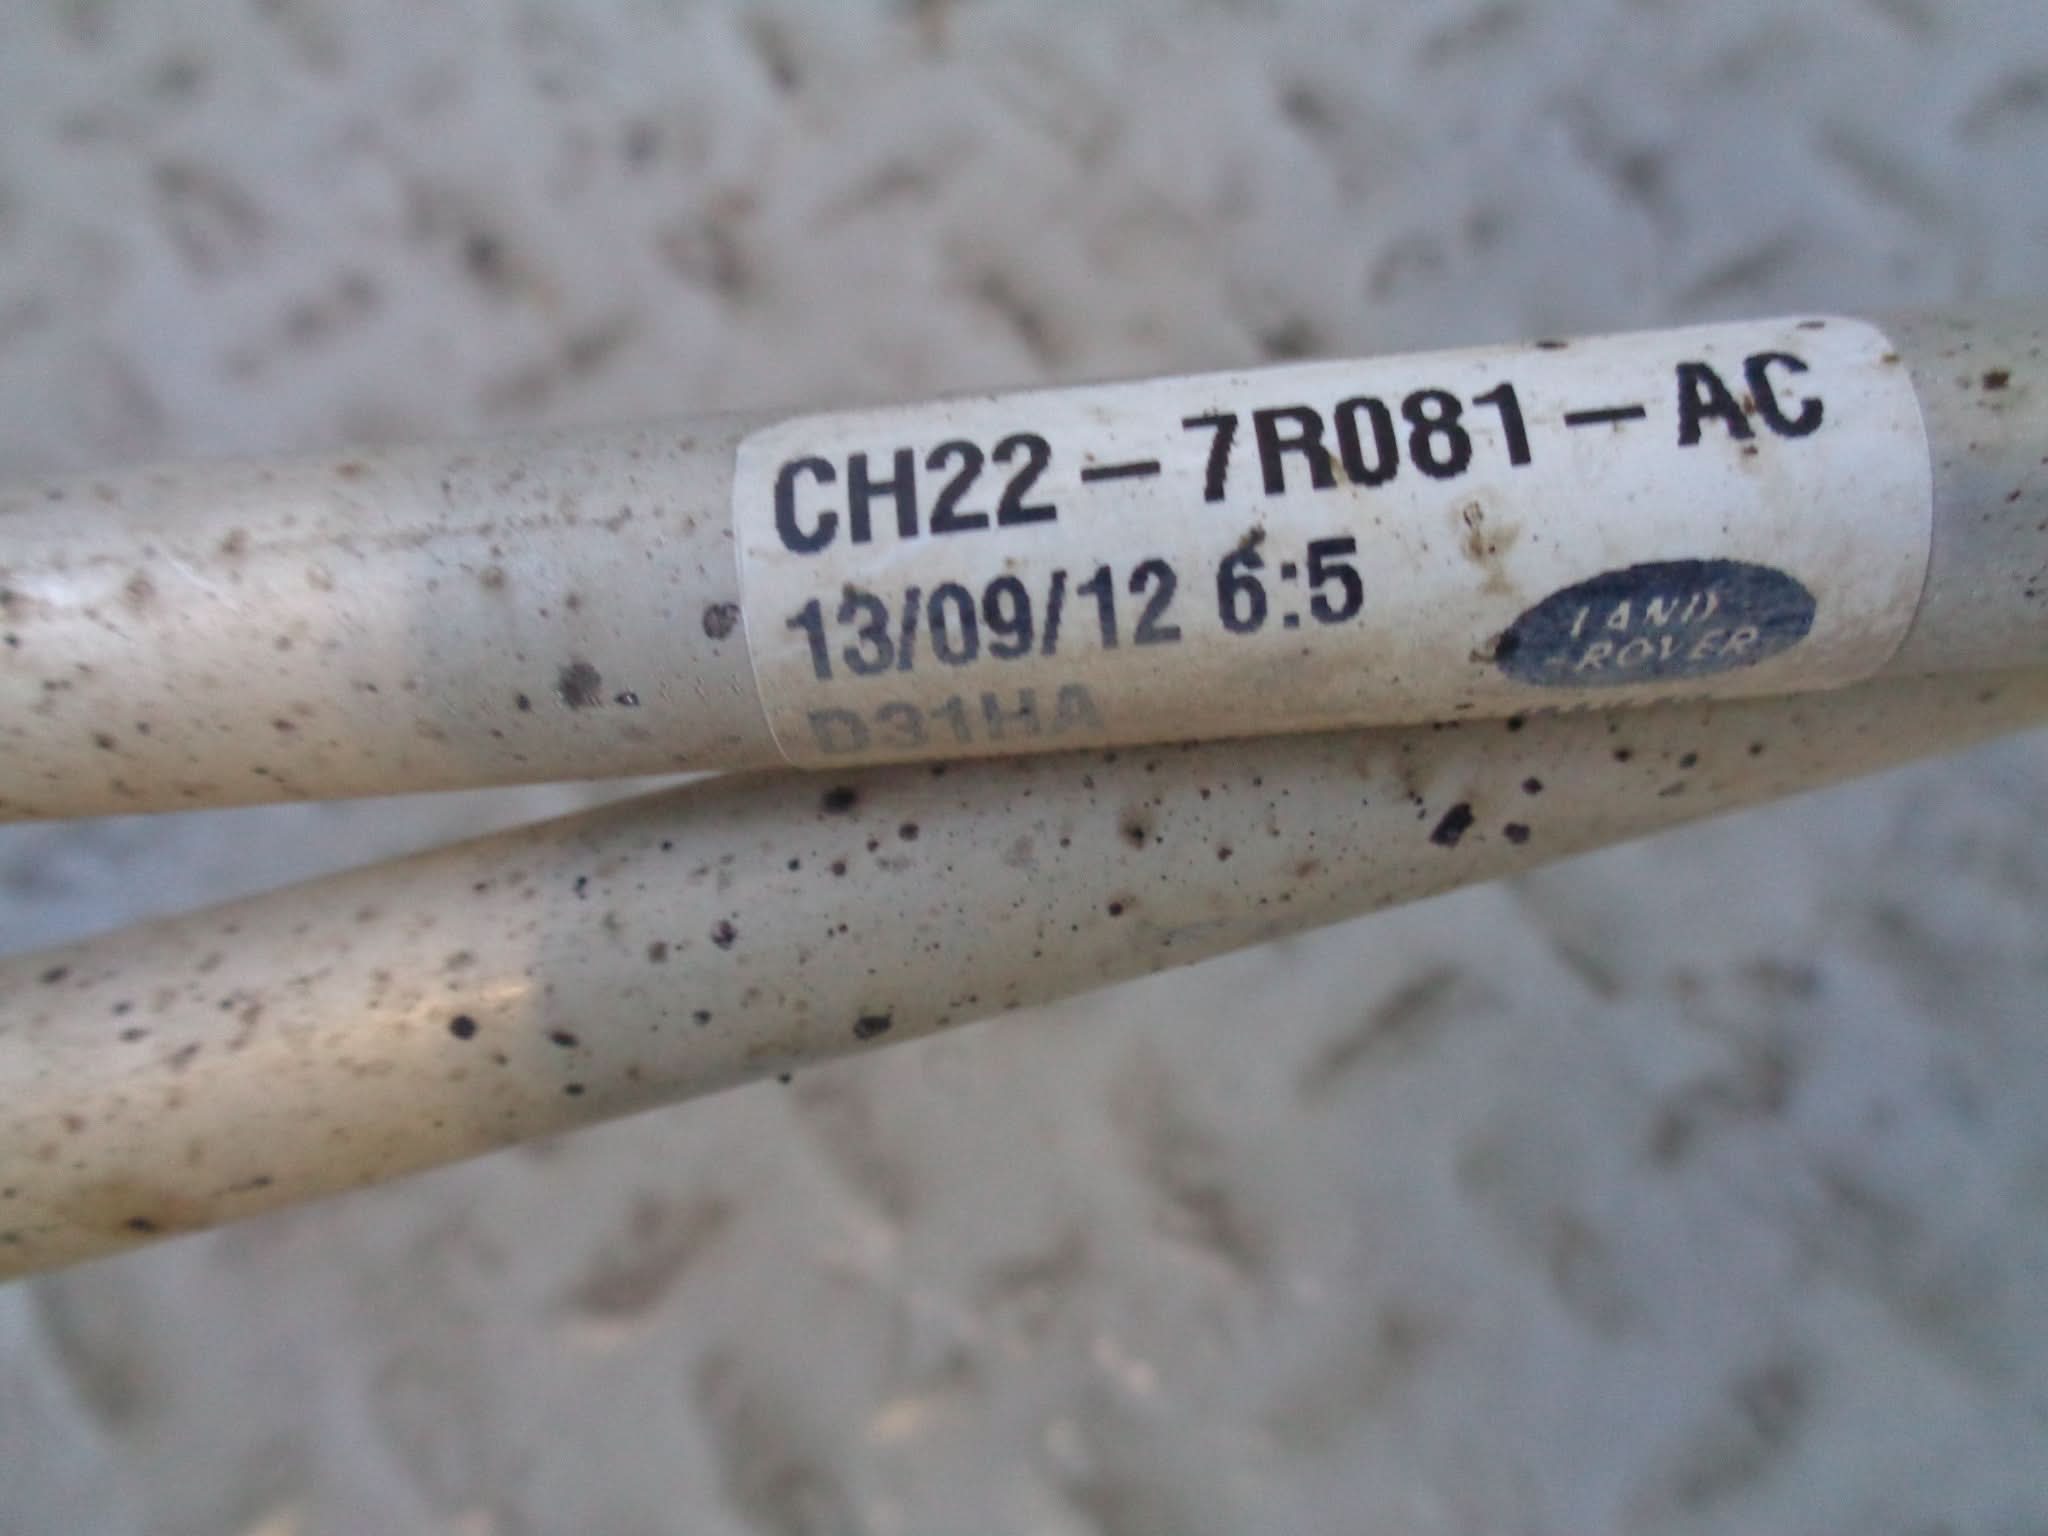 CH22-7R081-AC
13/09/12 6:5
D31HA
LAND
-ROVER